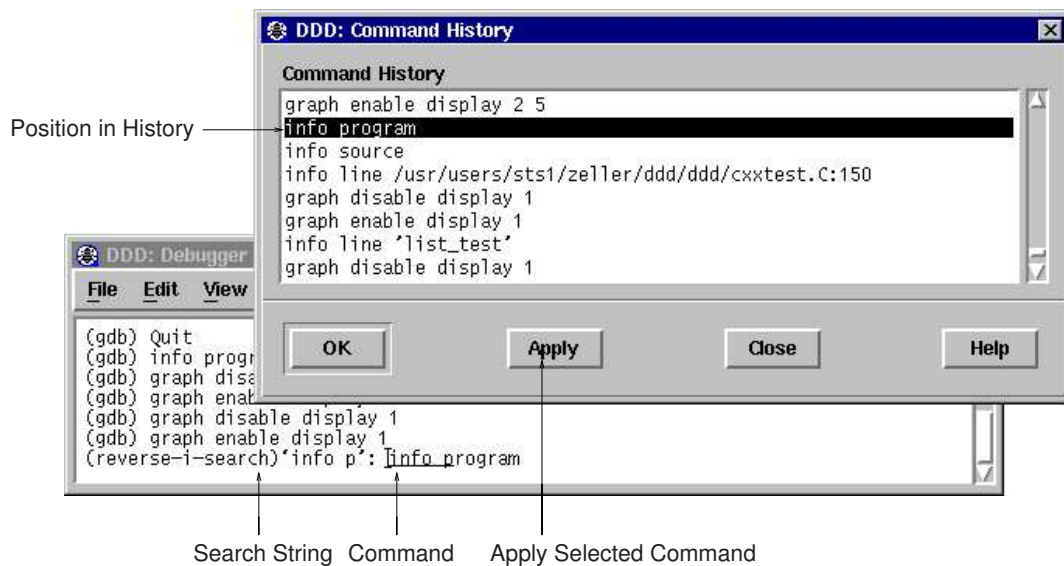 DDD: Command History
Command History
graph enable display 2 5
Position in History
info program
info source
info line /usr/users/sts1/zeller/ddd/ddd/cxxtest.C:150
graph disable display 1
graph enable display 1
info line 'list_test'
graph disable display 1
OK Apply Close Help
DDD: Debugger
File Edit View
(gdb) Quit
(gdb) info progr
(gdb) graph disa
(gdb) graph enab
(gdb) graph disable display 1
(gdb) graph enable display 1
(reverse-i-search)‘info p’: info program
Search String Command Apply Selected Command